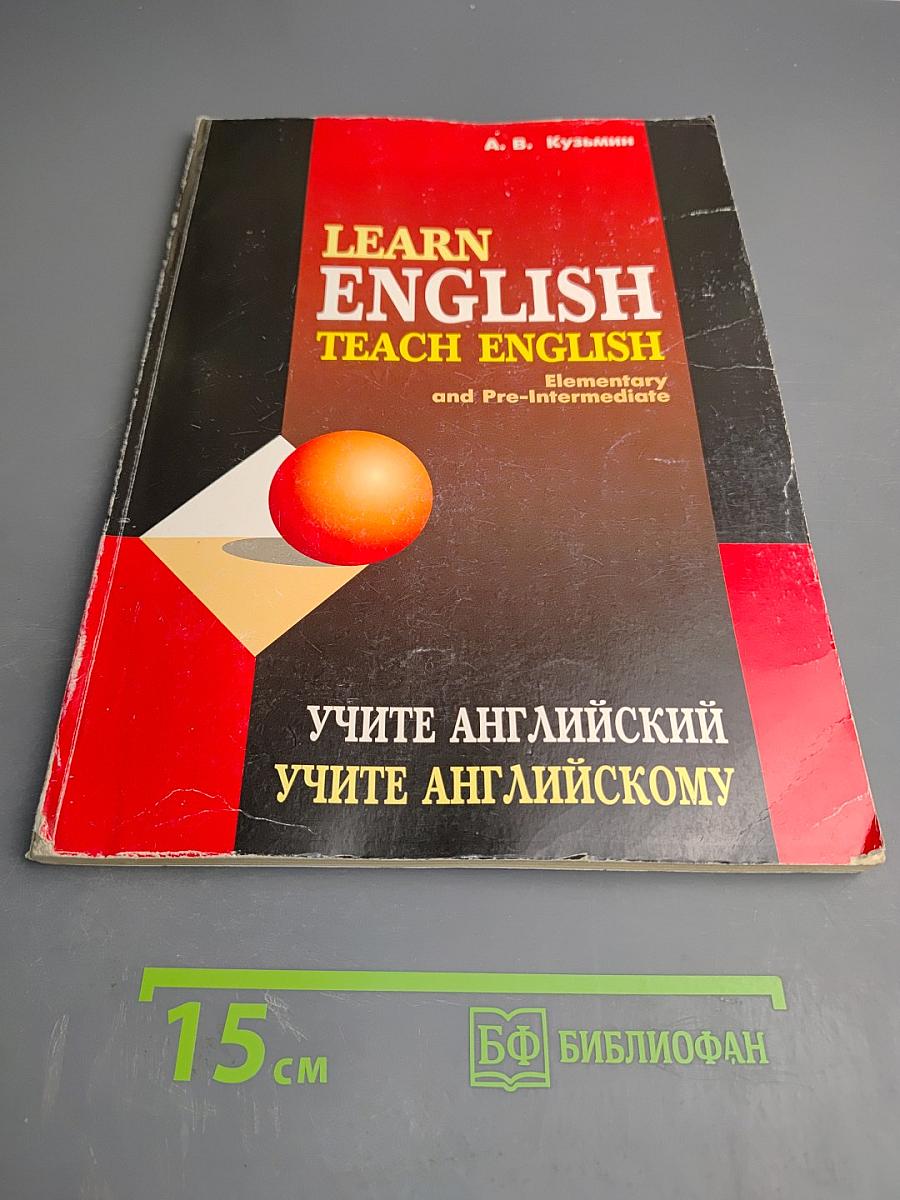 А. В. Кузьмин
LEARN
ENGLISH
TEACH ENGLISH
Elementary
and Pre-Intermediate
УЧИТЕ АНГЛИЙСКИЙ
УЧИТЕ АНГЛИЙСКОМУ
15 см
БФ БИБЛИОФАН